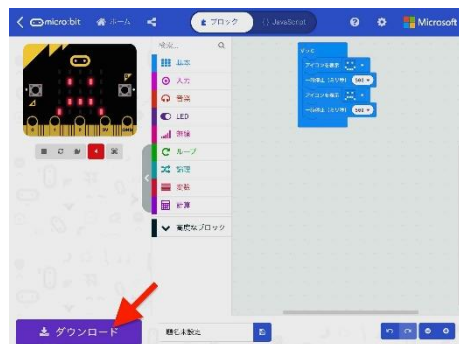 micro:bit
ホーム
ブロック
{} JavaScript
Microsoft
検索...
基本
入力
音楽
LED
無線
ループ
論理
変数
計算
高度なブロック
ずっと
アイコンを表示
一時停止（ミリ秒） 500
アイコンを表示
一時停止（ミリ秒） 500
ダウンロード
題名未設定